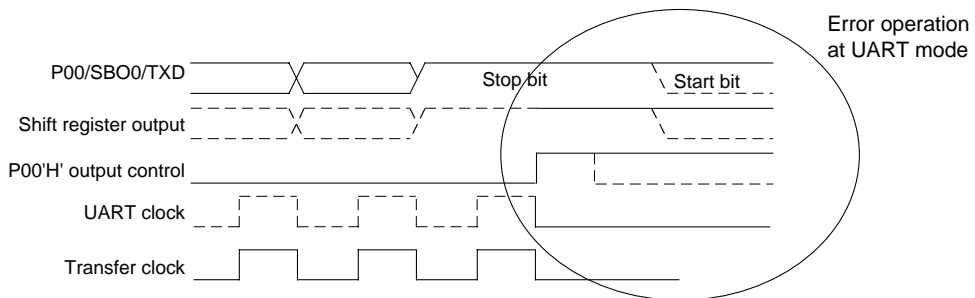 Error operation
at UART mode
P00/SBO0/TXD
Stop bit
Start bit
Shift register output
P00'H' output control
UART clock
Transfer clock